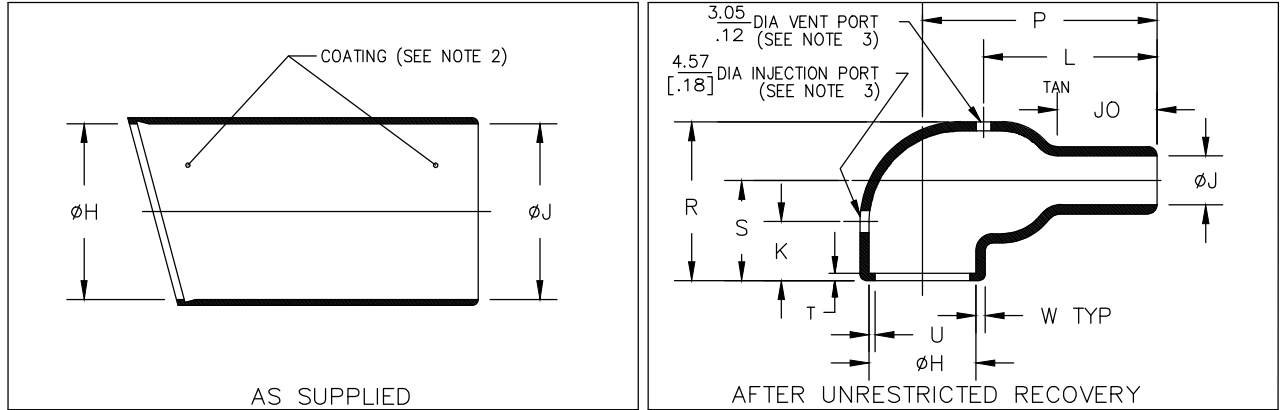 COATING (SEE NOTE 2)
øH
øJ
AS SUPPLIED
3.05
.12
DIA VENT PORT
(SEE NOTE 3)
4.57
[.18]
DIA INJECTION PORT
(SEE NOTE 3)
P
L
TAN
JO
øJ
R
S
K
T
U
W TYP
øH
AFTER UNRESTRICTED RECOVERY